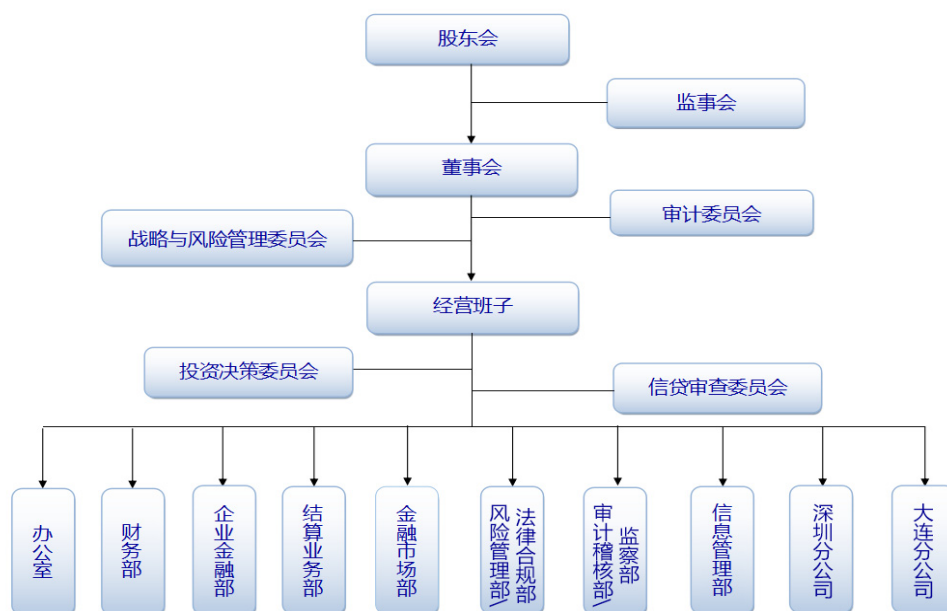 股东会
监事会
董事会
审计委员会
战略与风险管理委员会
经营班子
投资决策委员会
信贷审查委员会
办公室
财务部
企业金融部
结算业务部
金融市场部
风险管理部/
法律合规部
审计稽核部/
监察部
信息管理部
深圳分公司
大连分公司